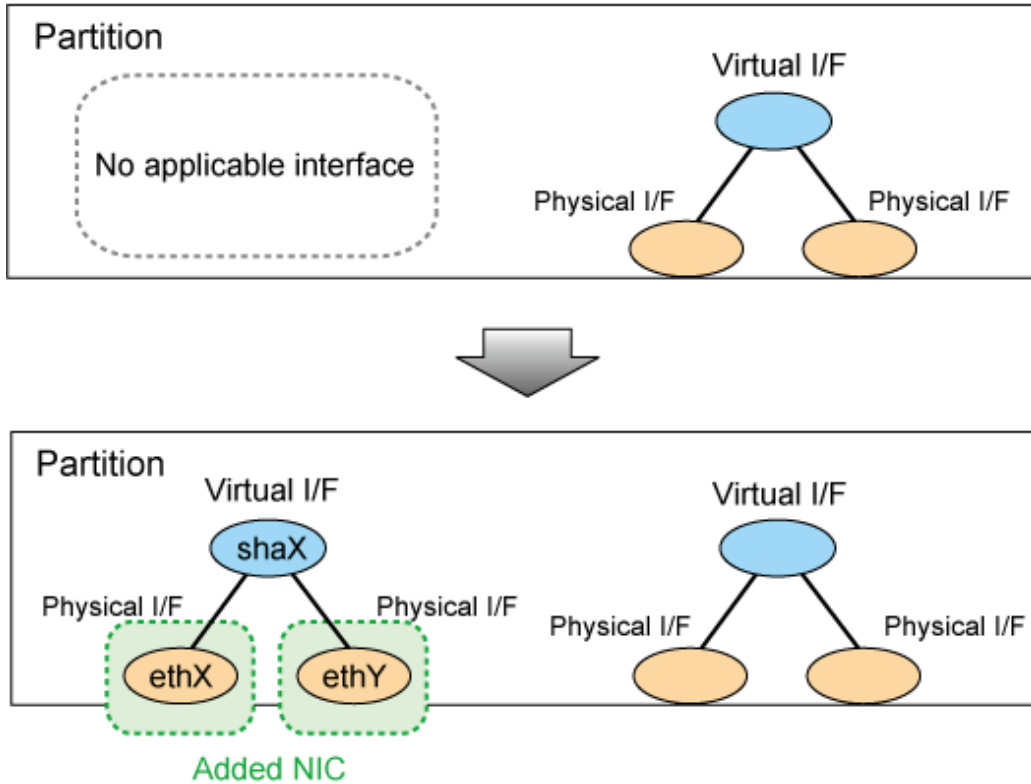 Partition
Virtual I/F
No applicable interface
Physical I/F
Physical I/F
Partition
Virtual I/F
Virtual I/F
shaX
Physical I/F
Physical I/F
Physical I/F
Physical I/F
ethX
ethY
Added NIC